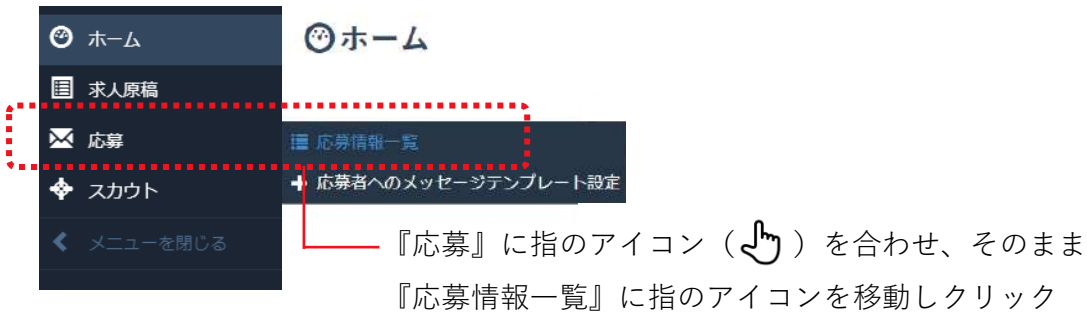 ホーム
ホーム
求人原稿
応募
応募情報一覧
スカウト
応募者へのメッセージテンプレート設定
メニューを閉じる
『応募』に指のアイコン（ ）を合わせ、そのまま
『応募情報一覧』に指のアイコンを移動しクリック